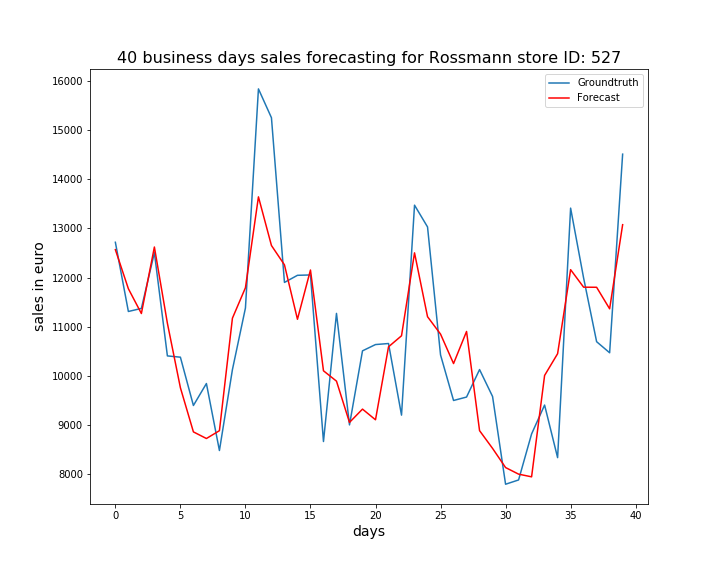 40 business days sales forecasting for Rossmann store ID: 527
Groundtruth
Forecast
sales in euro
16000
15000
14000
13000
12000
11000
10000
9000
8000
0 5 10 15 20 25 30 35 40
days